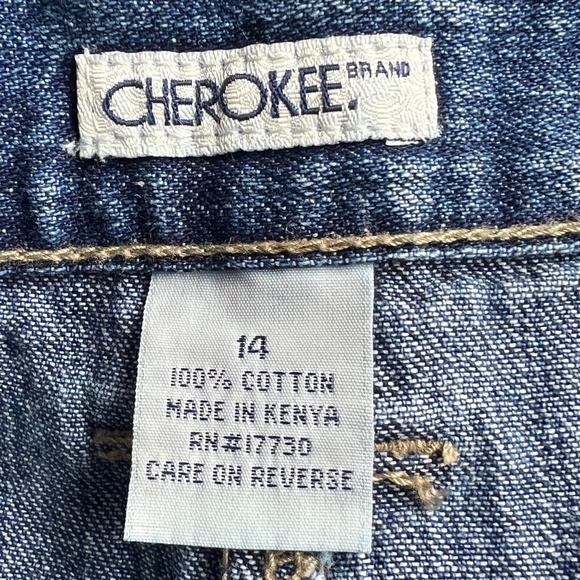 CHEROKEE. BRAND
14
100% COTTON
MADE IN KENYA
RN#17730
CARE ON REVERSE